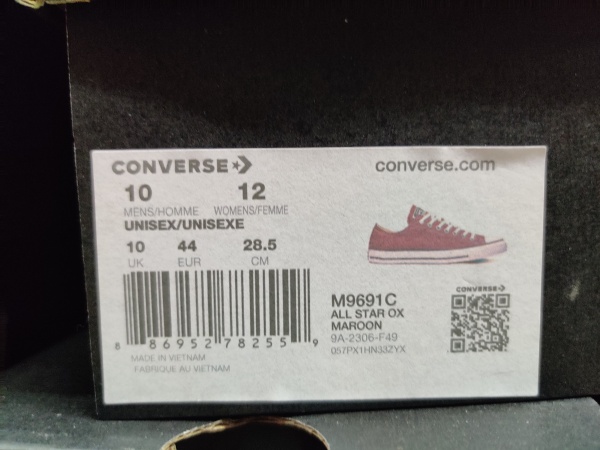 CONVERSE
converse.com
10 12
MENS/HOMME WOMENS/FEMME
UNISEX/UNISEXE
10 44 28.5
UK EUR CM
M9691C
ALL STAR OX
MAROON
9A-2306-F49
057PX1HN33ZYX
CONVERSE
8 86952 78255 9
MADE IN VIETNAM
FABRIQUÉ AU VIETNAM